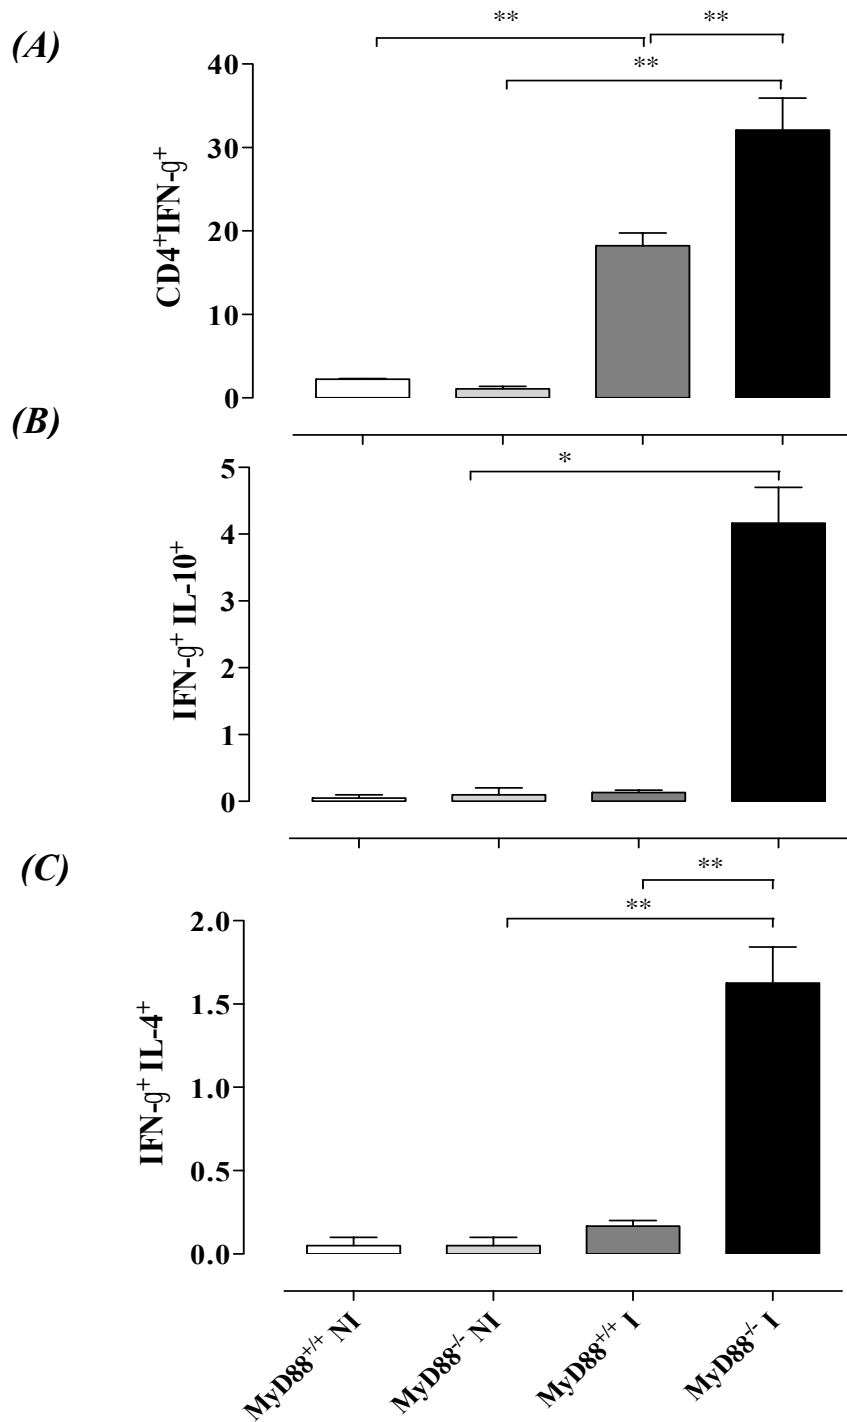 (A)
** **
**
40
30
20
10
0
CD4⁺IFN-g⁺
(B)
*
5
4
3
2
1
0
IFN-g⁺ IL-10⁺
(C)
**
**
2.0
1.5
1.0
0.5
0.0
IFN-g⁺ IL-4⁺
MyD88⁺/⁺ NI
MyD88⁻/⁻ NI
MyD88⁺/⁺ I
MyD88⁻/⁻ I